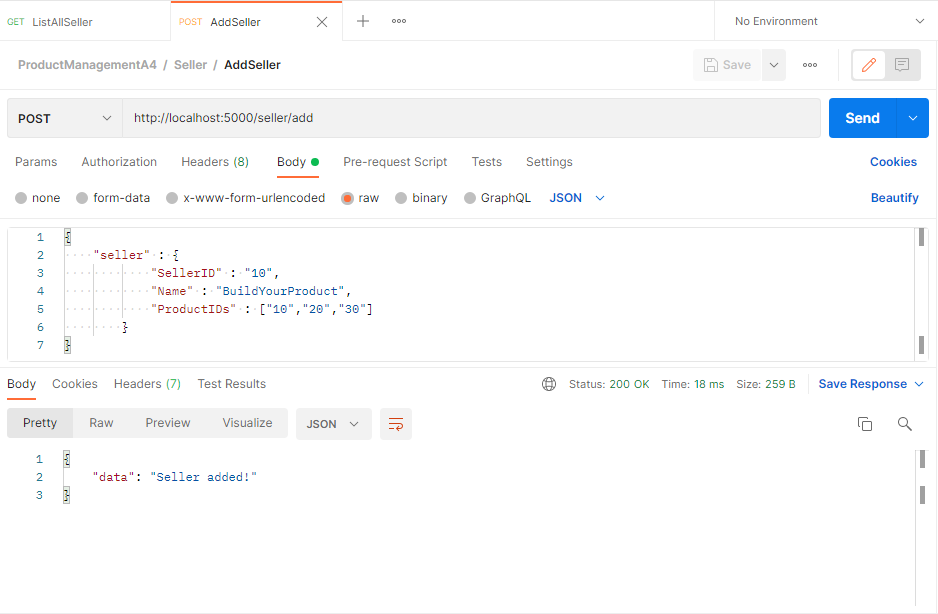 GET ListAllSeller POST AddSeller No Environment
ProductManagementA4 / Seller / AddSeller Save
POST http://localhost:5000/seller/add Send
Params Authorization Headers (8) Body Pre-request Script Tests Settings Cookies
none form-data x-www-form-urlencoded raw binary GraphQL JSON Beautify
1 {
2 "seller" : {
3 "SellerID" : "10",
4 "Name" : "BuildYourProduct",
5 "ProductIDs" : ["10","20","30"]
6 }
7 }
Body Cookies Headers (7) Test Results Status: 200 OK Time: 18 ms Size: 259 B Save Response
Pretty Raw Preview Visualize JSON
1 {
2 "data": "Seller added!"
3 }